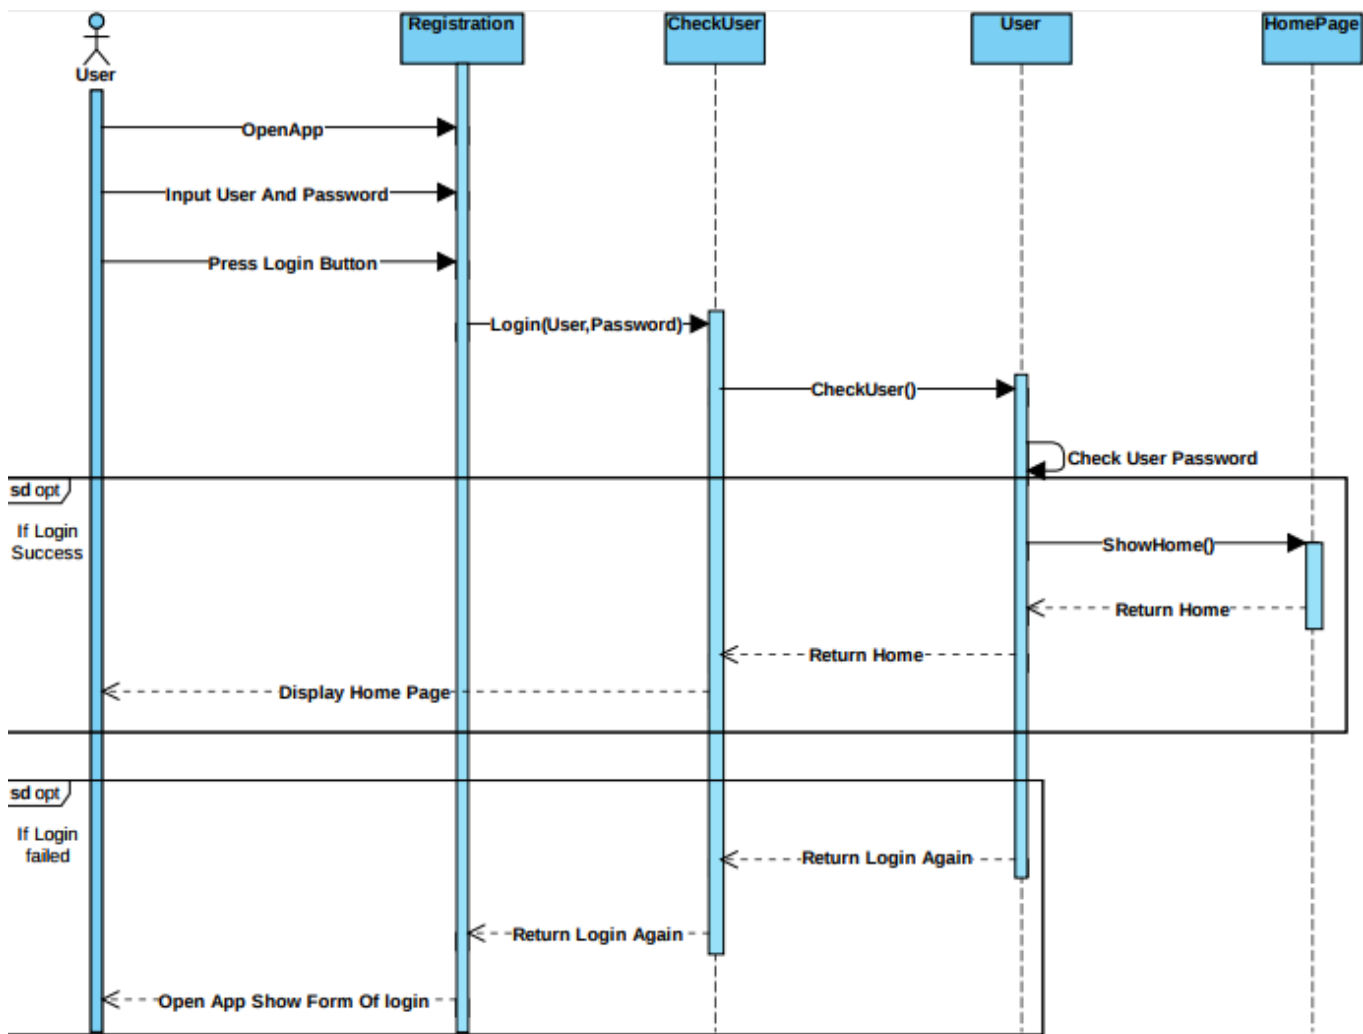 Registration
CheckUser
User
HomePage
User
OpenApp
Input User And Password
Press Login Button
Login(User,Password)
CheckUser()
Check User Password
sd opt
If Login
Success
ShowHome()
Return Home
Return Home
Display Home Page
sd opt
If Login
failed
Return Login Again
Return Login Again
Open App Show Form Of login